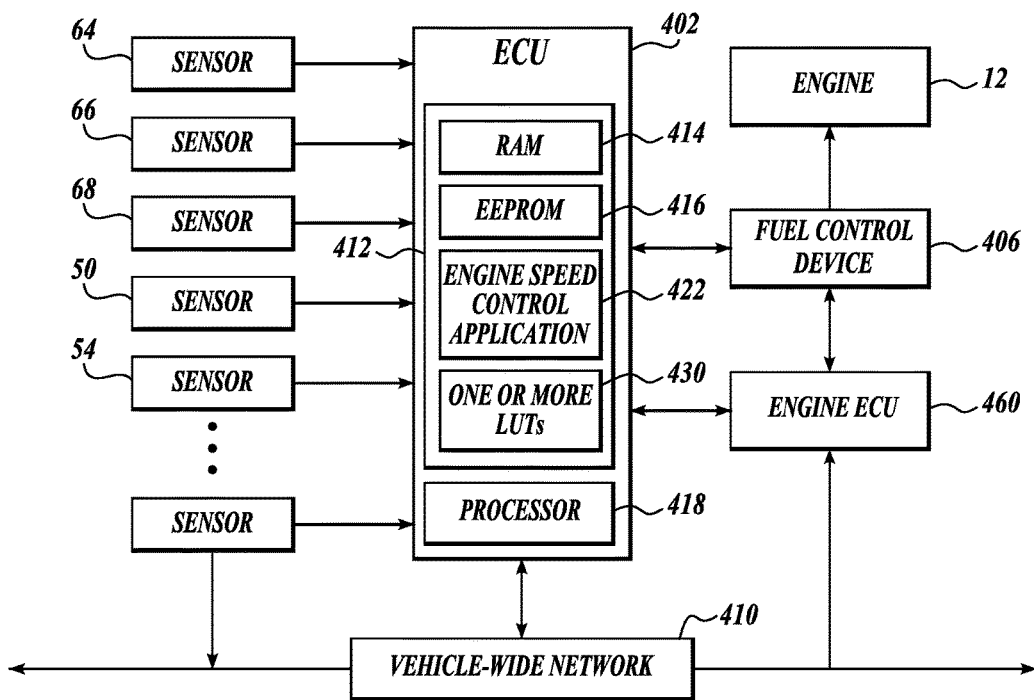 64
SENSOR
66
SENSOR
68
SENSOR
50
SENSOR
54
SENSOR
SENSOR
ECU
402
RAM
414
EEPROM
416
412
ENGINE SPEED
CONTROL
APPLICATION
422
ONE OR MORE
LUTs
430
PROCESSOR
418
ENGINE
12
FUEL CONTROL
DEVICE
406
ENGINE ECU
460
VEHICLE-WIDE NETWORK
410